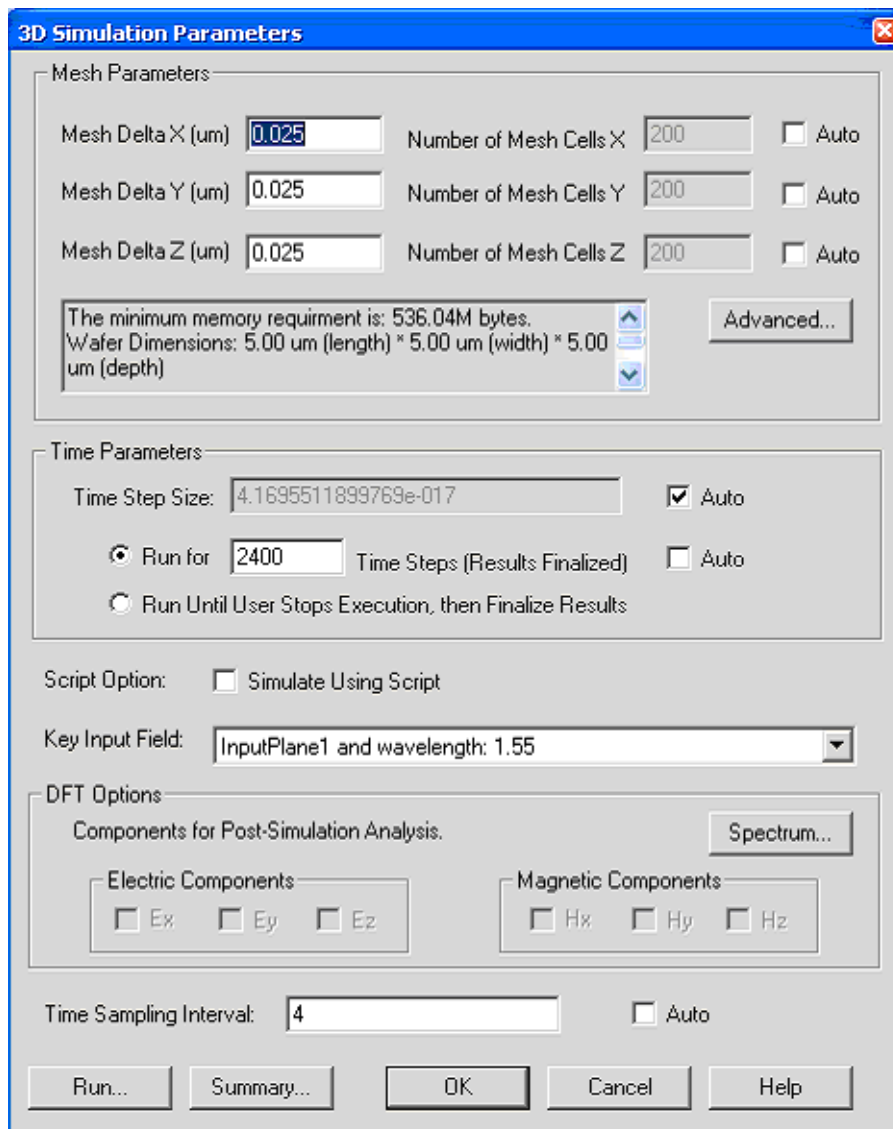 3D Simulation Parameters
Mesh Parameters
Mesh Delta X (um) 0.025 Number of Mesh Cells X 200 Auto
Mesh Delta Y (um) 0.025 Number of Mesh Cells Y 200 Auto
Mesh Delta Z (um) 0.025 Number of Mesh Cells Z 200 Auto
The minimum memory requirment is: 536.04M bytes.
Wafer Dimensions: 5.00 um (length) * 5.00 um (width) * 5.00
um (depth)
Advanced...
Time Parameters
Time Step Size: 4.1695511899769e-017 Auto
Run for 2400 Time Steps (Results Finalized) Auto
Run Until User Stops Execution, then Finalize Results
Script Option: Simulate Using Script
Key Input Field: InputPlane1 and wavelength: 1.55
DFT Options
Components for Post-Simulation Analysis. Spectrum...
Electric Components Magnetic Components
Ex Ey Ez Hx Hy Hz
Time Sampling Interval: 4 Auto
Run... Summary... OK Cancel Help